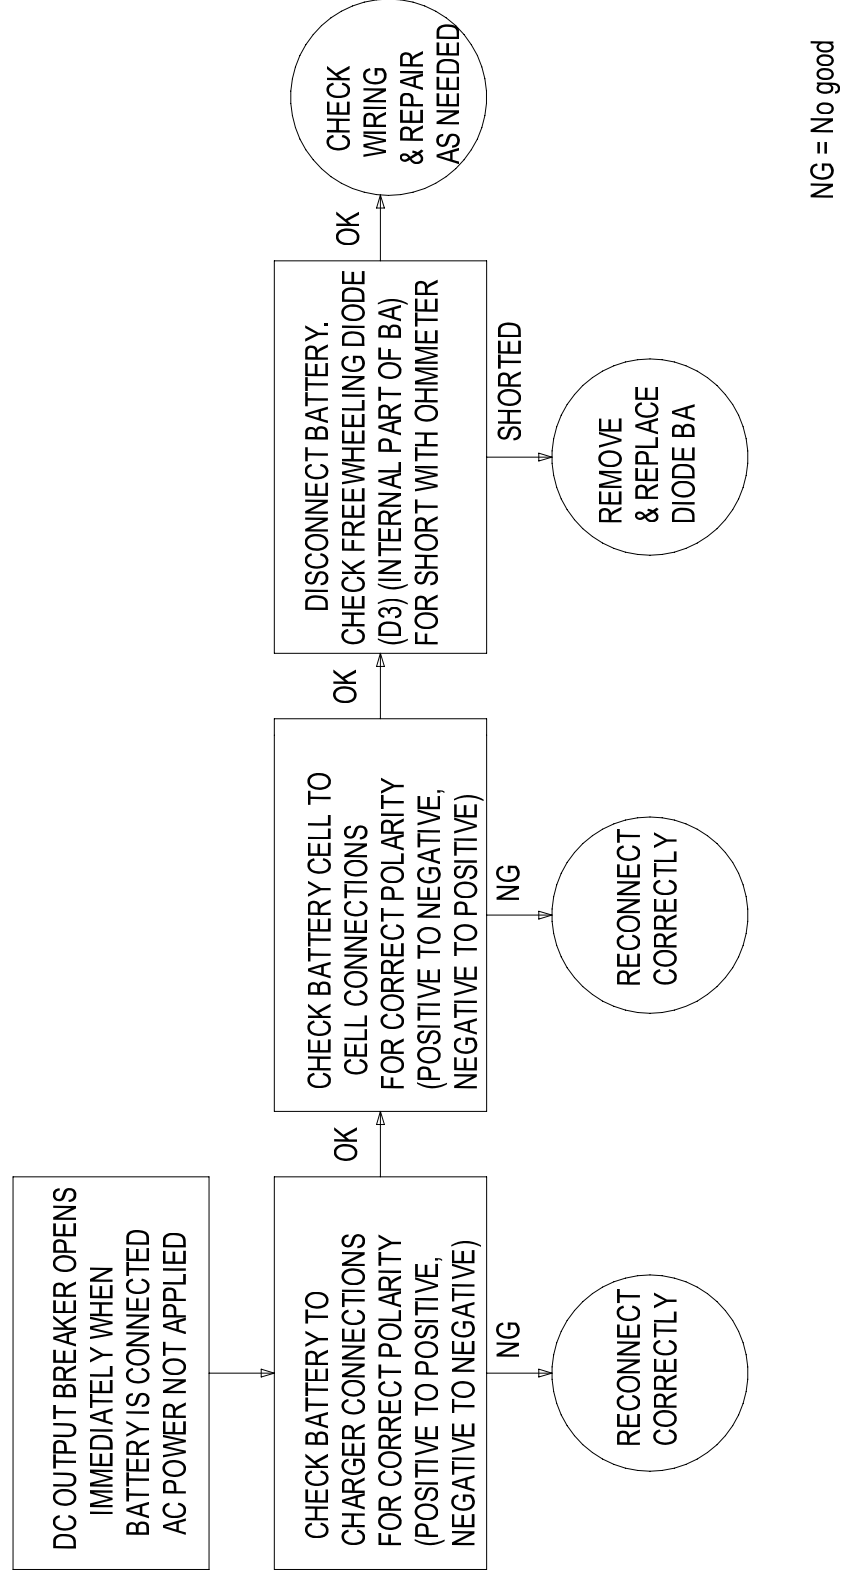 DC OUTPUT BREAKER OPENS
IMMEDIATELY WHEN
BATTERY IS CONNECTED
AC POWER NOT APPLIED
CHECK BATTERY TO
CHARGER CONNECTIONS
FOR CORRECT POLARITY
(POSITIVE TO POSITIVE,
NEGATIVE TO NEGATIVE)
NG
RECONNECT
CORRECTLY
OK
CHECK BATTERY CELL TO
CELL CONNECTIONS
FOR CORRECT POLARITY
(POSITIVE TO NEGATIVE,
NEGATIVE TO POSITIVE)
NG
RECONNECT
CORRECTLY
OK
DISCONNECT BATTERY.
CHECK FREEWHEELING DIODE
(D3) (INTERNAL PART OF BA)
FOR SHORT WITH OHMMETER
SHORTED
REMOVE
& REPLACE
DIODE BA
OK
CHECK
WIRING
& REPAIR
AS NEEDED
NG = No good